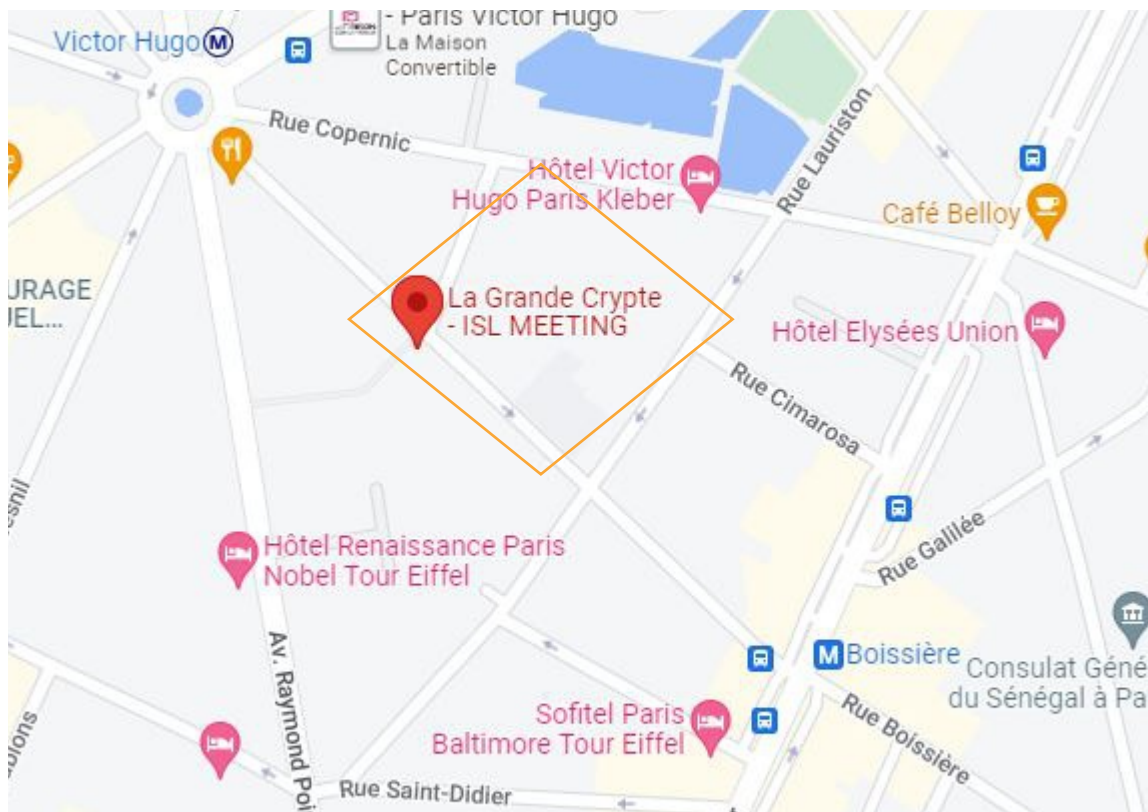 - Paris Victor Hugo
La Maison
Convertible
Victor Hugo M
Rue Copernic
Rue Lauriston
Hôtel Victor
Hugo Paris Kleber
Café Belloy
URAGE
UEL...
La Grande Crypte
- ISL MEETING
Hôtel Elysées Union
Rue Cimarosa
Rue Galilée
Hôtel Renaissance Paris
Nobel Tour Eiffel
Av. Raymond Poi
M Boissière
Consulat Géné
du Sénégal à Pa
Sofitel Paris
Baltimore Tour Eiffel
Rue Boissière
Rue Saint-Didier